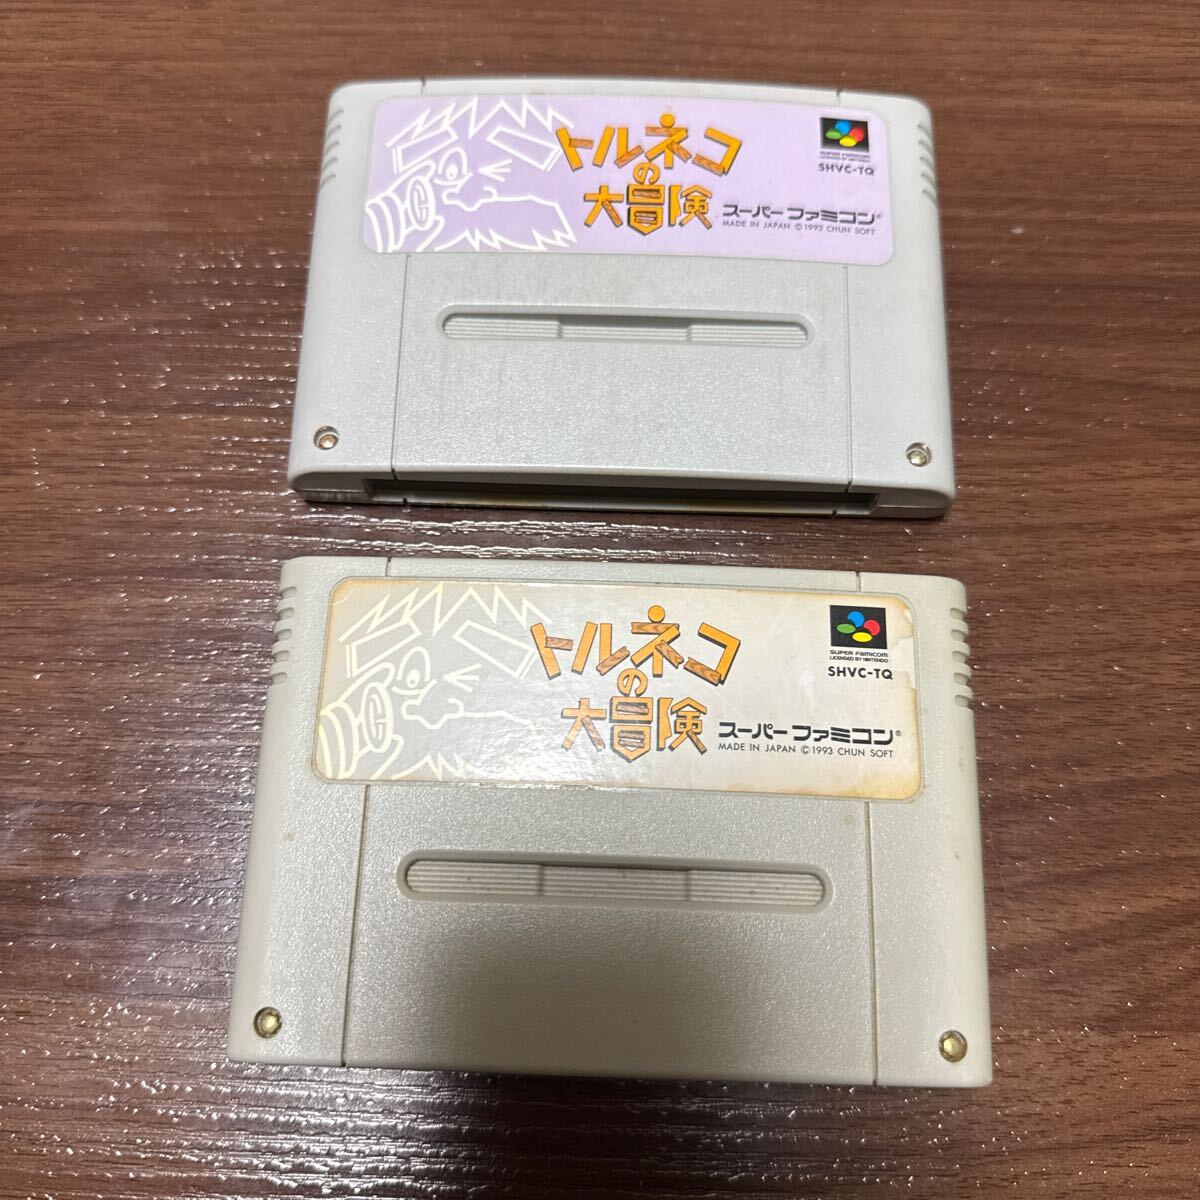 トルネコ
の
大冒険
SUPER FAMICOM
LICENSED BY NINTENDO
SHVC-TQ
スーパーファミコン®
MADE IN JAPAN ©1993 CHUN SOFT
トルネコ
の
大冒険
SUPER FAMICOM
LICENSED BY NINTENDO
SHVC-TQ
スーパーファミコン®
MADE IN JAPAN ©1993 CHUN SOFT